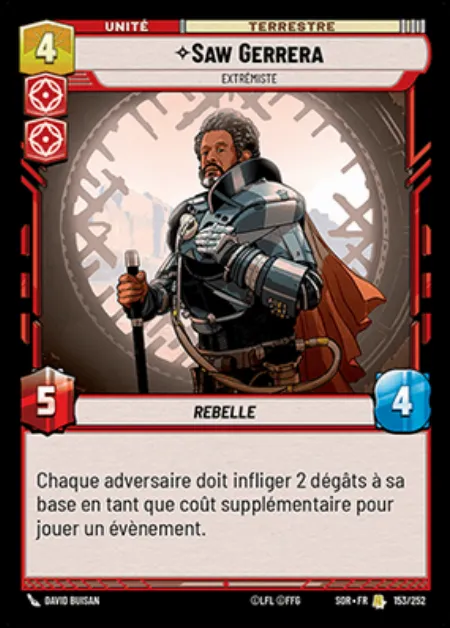 UNITÉ
TERRESTRE
4
SAW GERRERA
EXTRÉMISTE
5
REBELLE
4
Chaque adversaire doit infliger 2 dégâts à sa
base en tant que coût supplémentaire pour
jouer un évènement.
DAVID BUISAN
©LFL ©FFG
SOR • FR
153/252